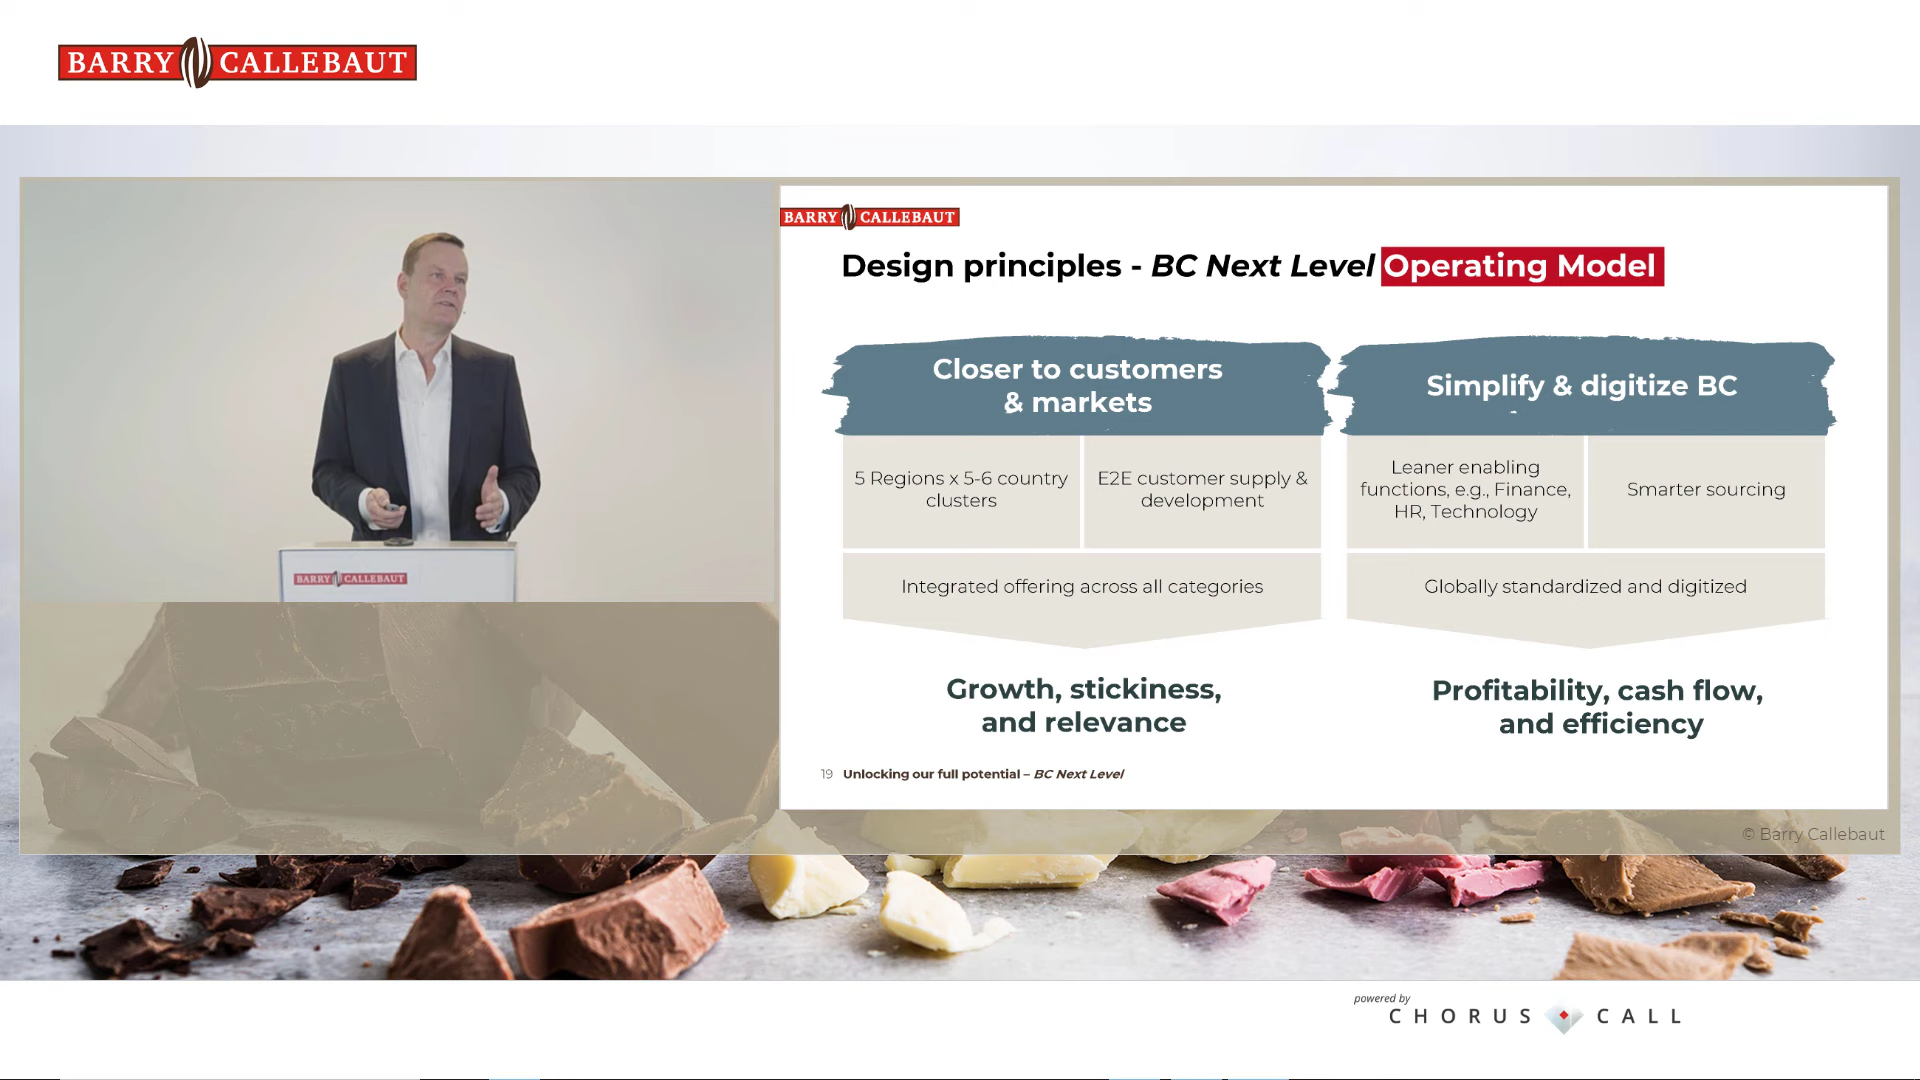 BARRY CALLEBAUT
BARRY CALLEBAUT
Design principles - BC Next Level Operating Model
Closer to customers
& markets
5 Regions x 5-6 country
clusters
E2E customer supply &
development
Integrated offering across all categories
Growth, stickiness,
and relevance
Simplify & digitize BC
Leaner enabling
functions, e.g., Finance,
HR, Technology
Smarter sourcing
Globally standardized and digitized
Profitability, cash flow,
and efficiency
19 Unlocking our full potential – BC Next Level
BARRY CALLEBAUT
© Barry Callebaut
powered by
CHORUS CALL